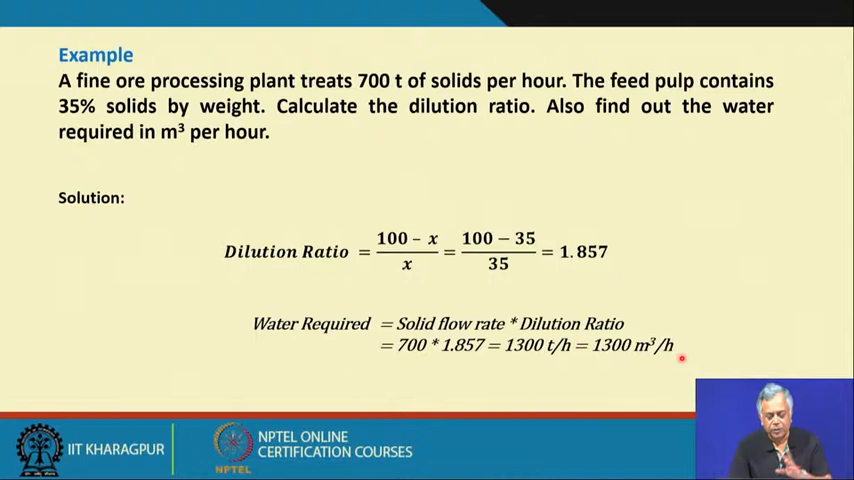 Example
A fine ore processing plant treats 700 t of solids per hour. The feed pulp contains
35% solids by weight. Calculate the dilution ratio. Also find out the water
required in m³ per hour.
Solution:
Dilution Ratio = (100 – x)/x = (100 − 35)/35 = 1.857
Water Required = Solid flow rate * Dilution Ratio
= 700 * 1.857 = 1300 t/h = 1300 m³/h
IIT KHARAGPUR
NPTEL
NPTEL ONLINE
CERTIFICATION COURSES